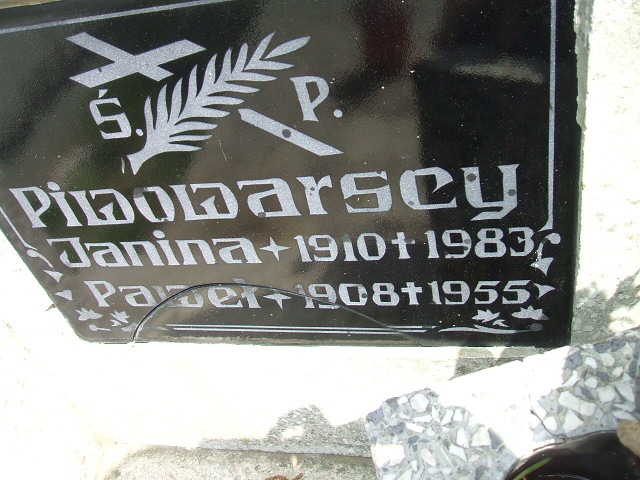 Ś. P.
Piwowarscy
Janina + 1910 † 1983
Paweł + 1908 † 1955